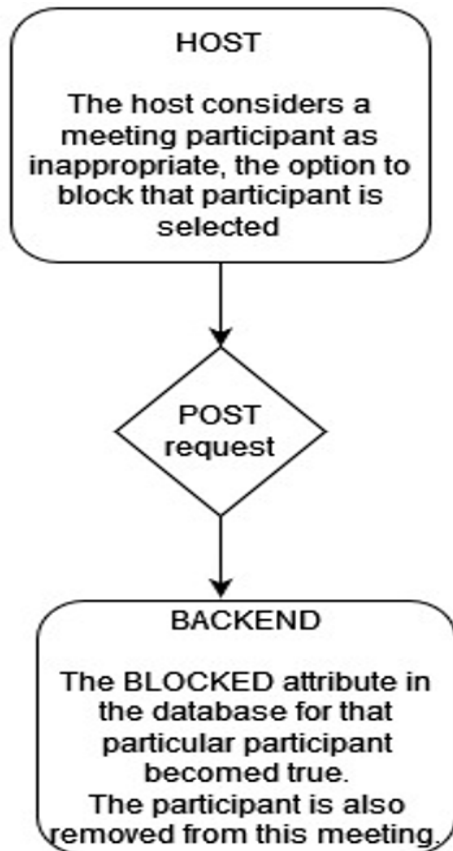 HOST
The host considers a
meeting participant as
inappropriate, the option to
block that participant is
selected
POST
request
BACKEND
The BLOCKED attribute in
the database for that
particular participant
becomed true.
The participant is also
removed from this meeting.